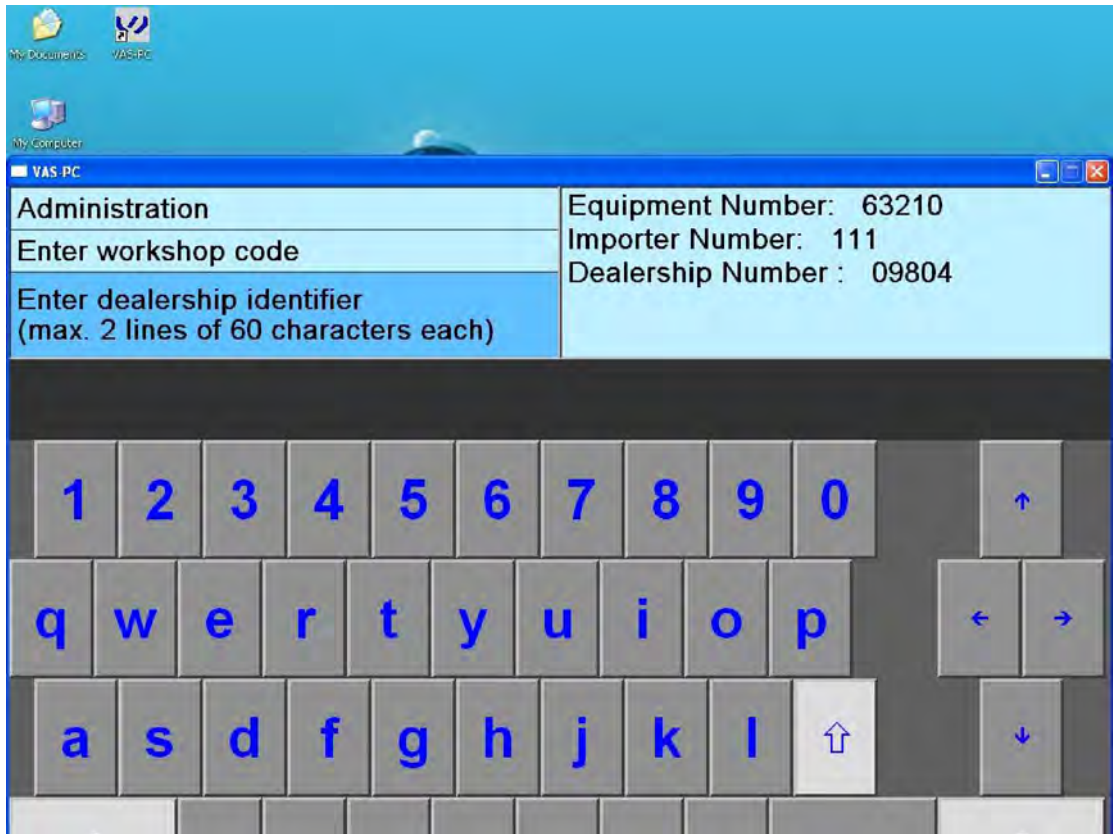 My Documents
VAS-PC
My Computer
VAS-PC
Administration
Enter workshop code
Enter dealership identifier
(max. 2 lines of 60 characters each)
Equipment Number: 63210
Importer Number: 111
Dealership Number : 09804
1 2 3 4 5 6 7 8 9 0
q w e r t y u i o p
a s d f g h j k l